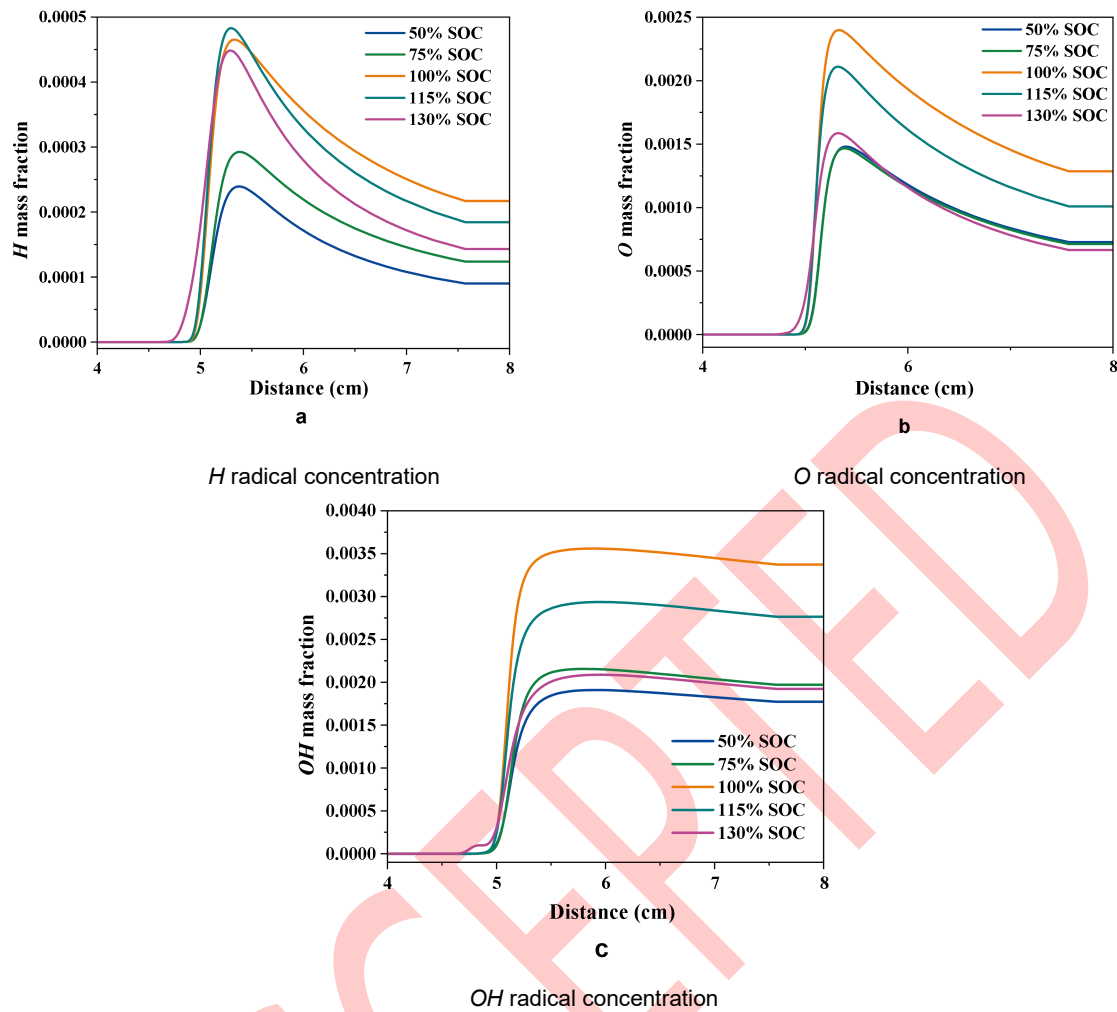 0.0005
0.0004
0.0003
0.0002
0.0001
0.0000
H mass fraction
50% SOC
75% SOC
100% SOC
115% SOC
130% SOC
4 5 6 7 8
Distance (cm)
a
H radical concentration
0.0025
0.0020
0.0015
0.0010
0.0005
0.0000
O mass fraction
50% SOC
75% SOC
100% SOC
115% SOC
130% SOC
4 5 6 7 8
Distance (cm)
b
O radical concentration
0.0040
0.0035
0.0030
0.0025
0.0020
0.0015
0.0010
0.0005
0.0000
OH mass fraction
50% SOC
75% SOC
100% SOC
115% SOC
130% SOC
4 5 6 7 8
Distance (cm)
c
OH radical concentration
CEPTED